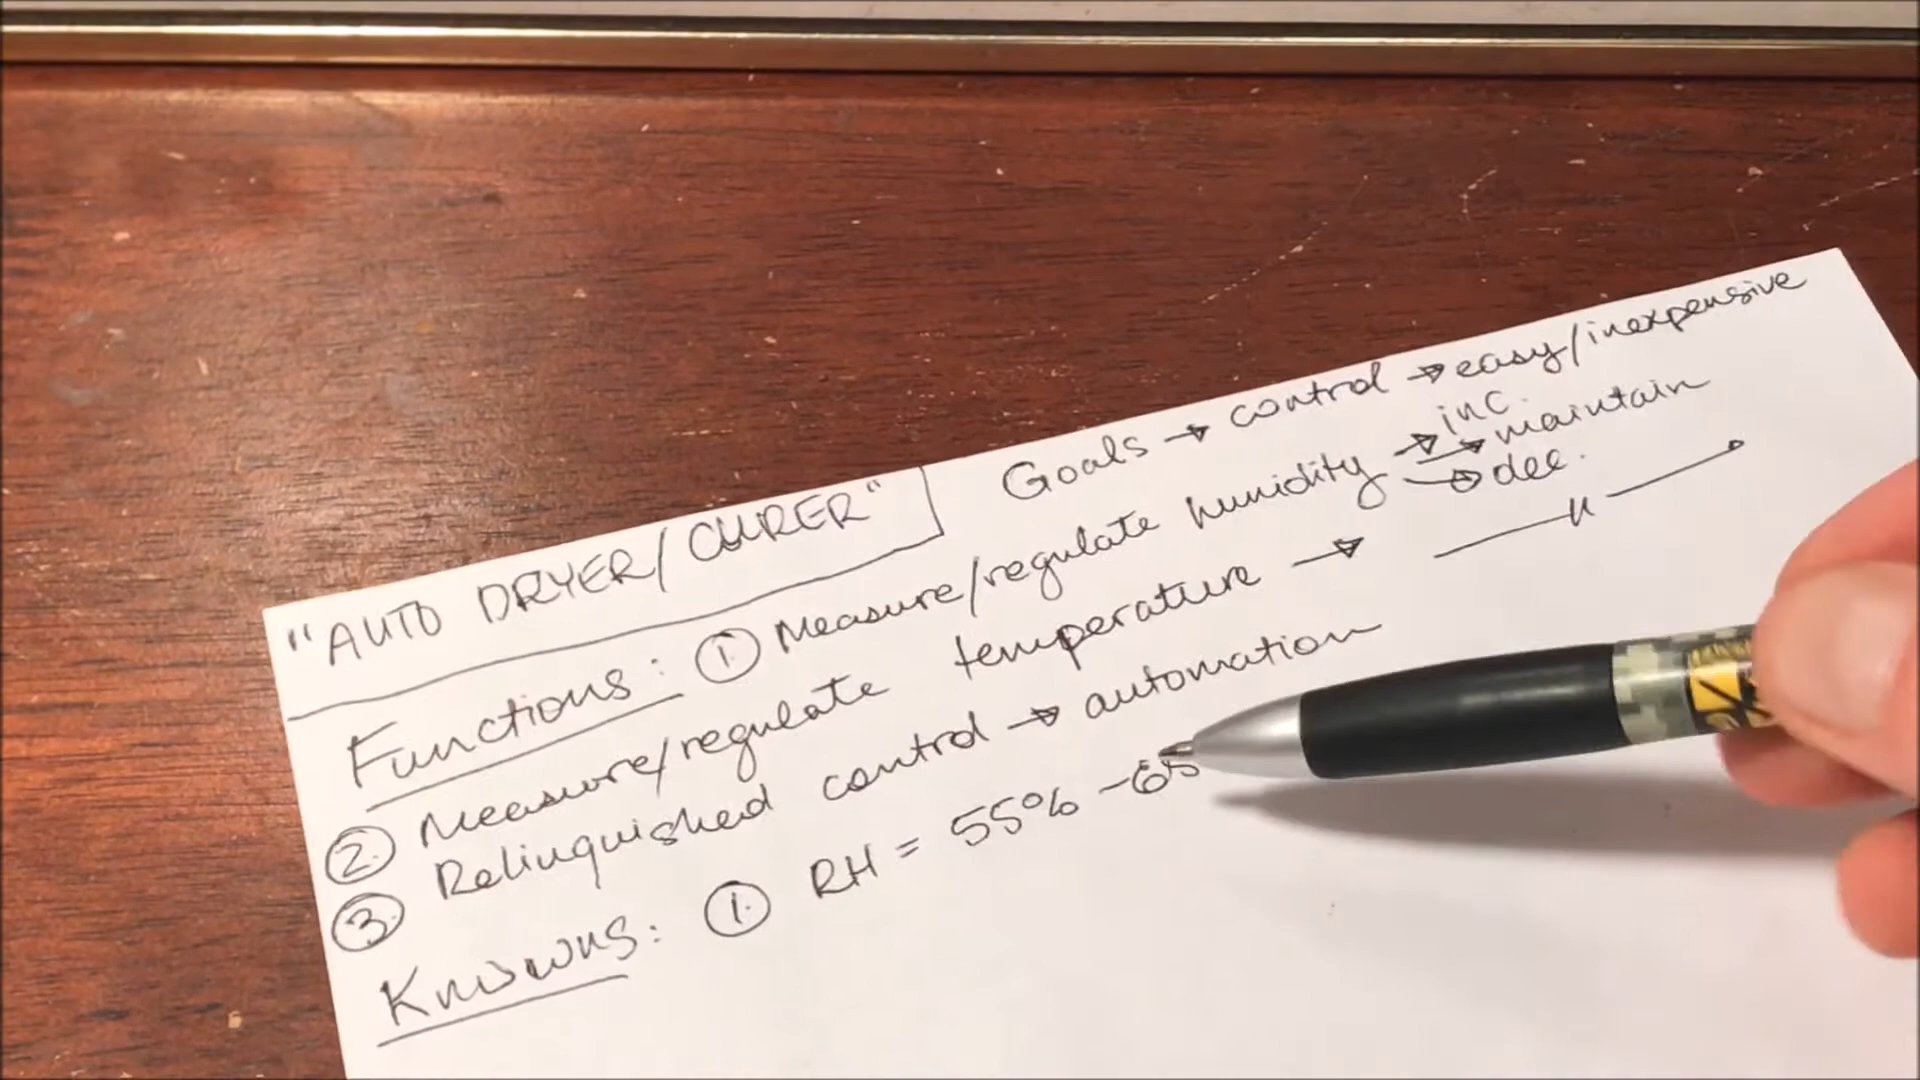 "AUTO DRYER/CURER" Goals → control → easy/inexpensive
Functions: ① Measure/regulate humidity → inc.
→ maintain
→ dec.
② Measure/regulate temperature → — " —
③ Relinquished control → automation
Knowns: ① RH = 55% - 65